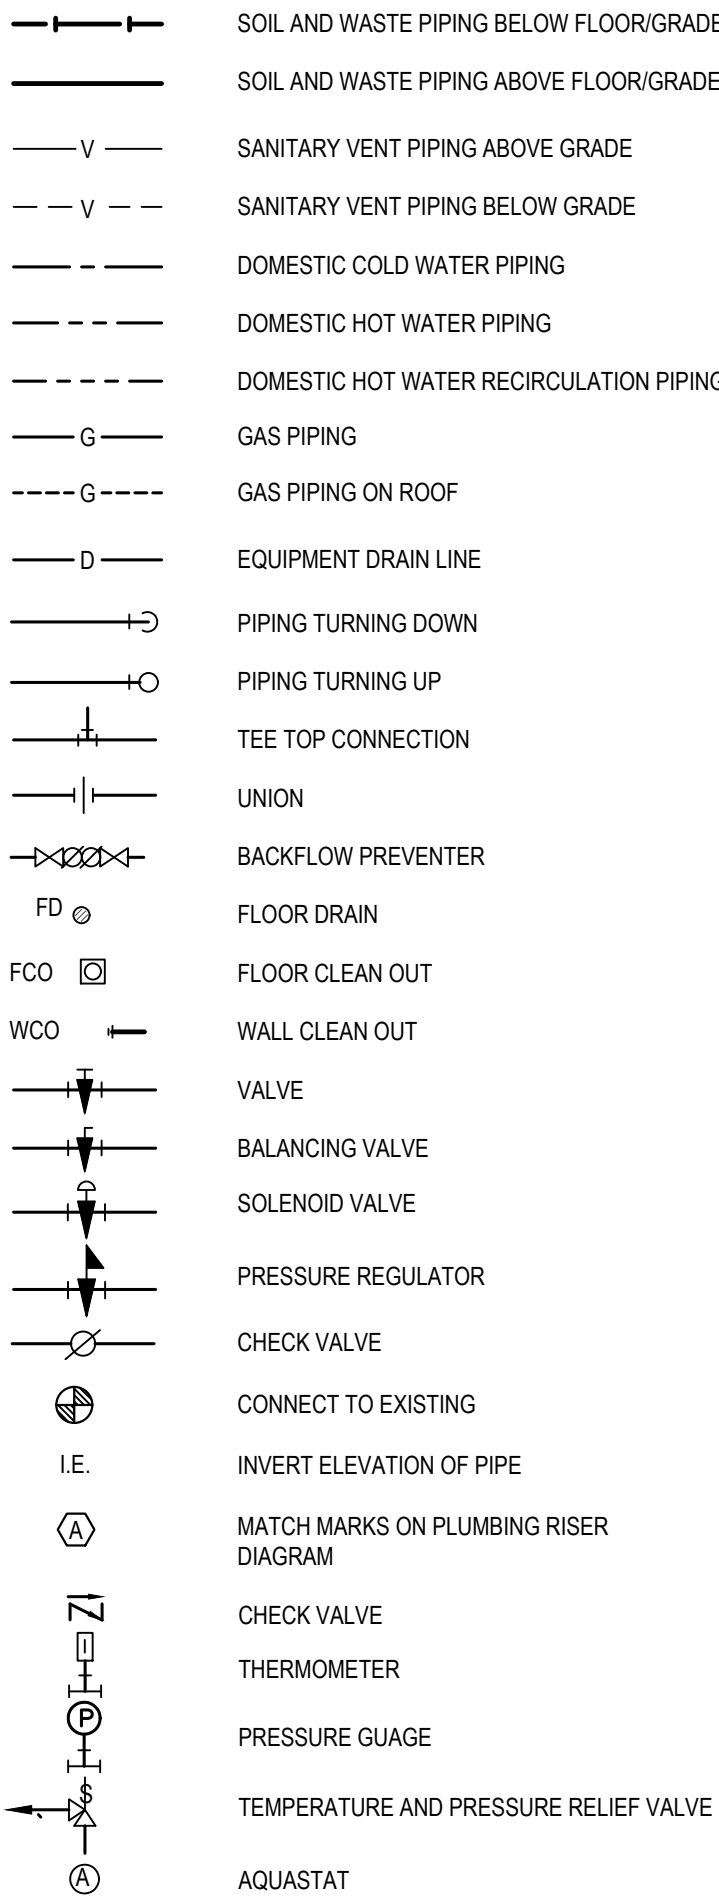 SOIL AND WASTE PIPING BELOW FLOOR/GRADE
SOIL AND WASTE PIPING ABOVE FLOOR/GRADE
V SANITARY VENT PIPING ABOVE GRADE
V SANITARY VENT PIPING BELOW GRADE
DOMESTIC COLD WATER PIPING
DOMESTIC HOT WATER PIPING
DOMESTIC HOT WATER RECIRCULATION PIPING
G GAS PIPING
G GAS PIPING ON ROOF
D EQUIPMENT DRAIN LINE
PIPING TURNING DOWN
PIPING TURNING UP
TEE TOP CONNECTION
UNION
BACKFLOW PREVENTER
FD FLOOR DRAIN
FCO FLOOR CLEAN OUT
WCO WALL CLEAN OUT
VALVE
BALANCING VALVE
SOLENOID VALVE
PRESSURE REGULATOR
CHECK VALVE
CONNECT TO EXISTING
I.E. INVERT ELEVATION OF PIPE
A MATCH MARKS ON PLUMBING RISER
DIAGRAM
CHECK VALVE
THERMOMETER
P PRESSURE GUAGE
S TEMPERATURE AND PRESSURE RELIEF VALVE
A AQUASTAT